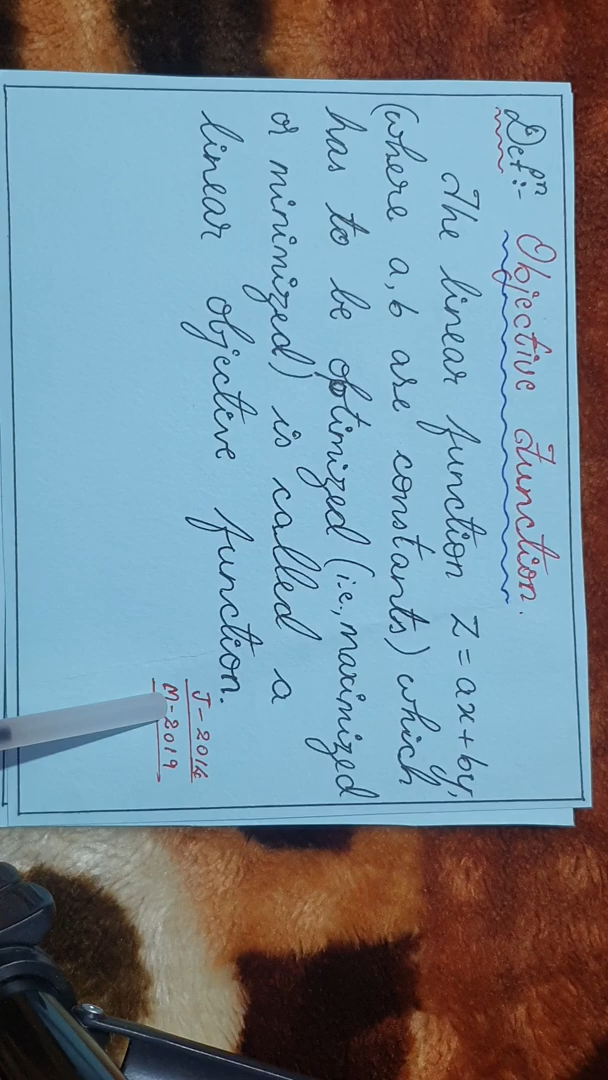 Defⁿ:- Objective Function.
The linear function Z = ax + by,
(where a, b are constants) which
has to be optimized (i.e., maximized
or minimized) is called a
linear objective function.
J-2014
M-2019